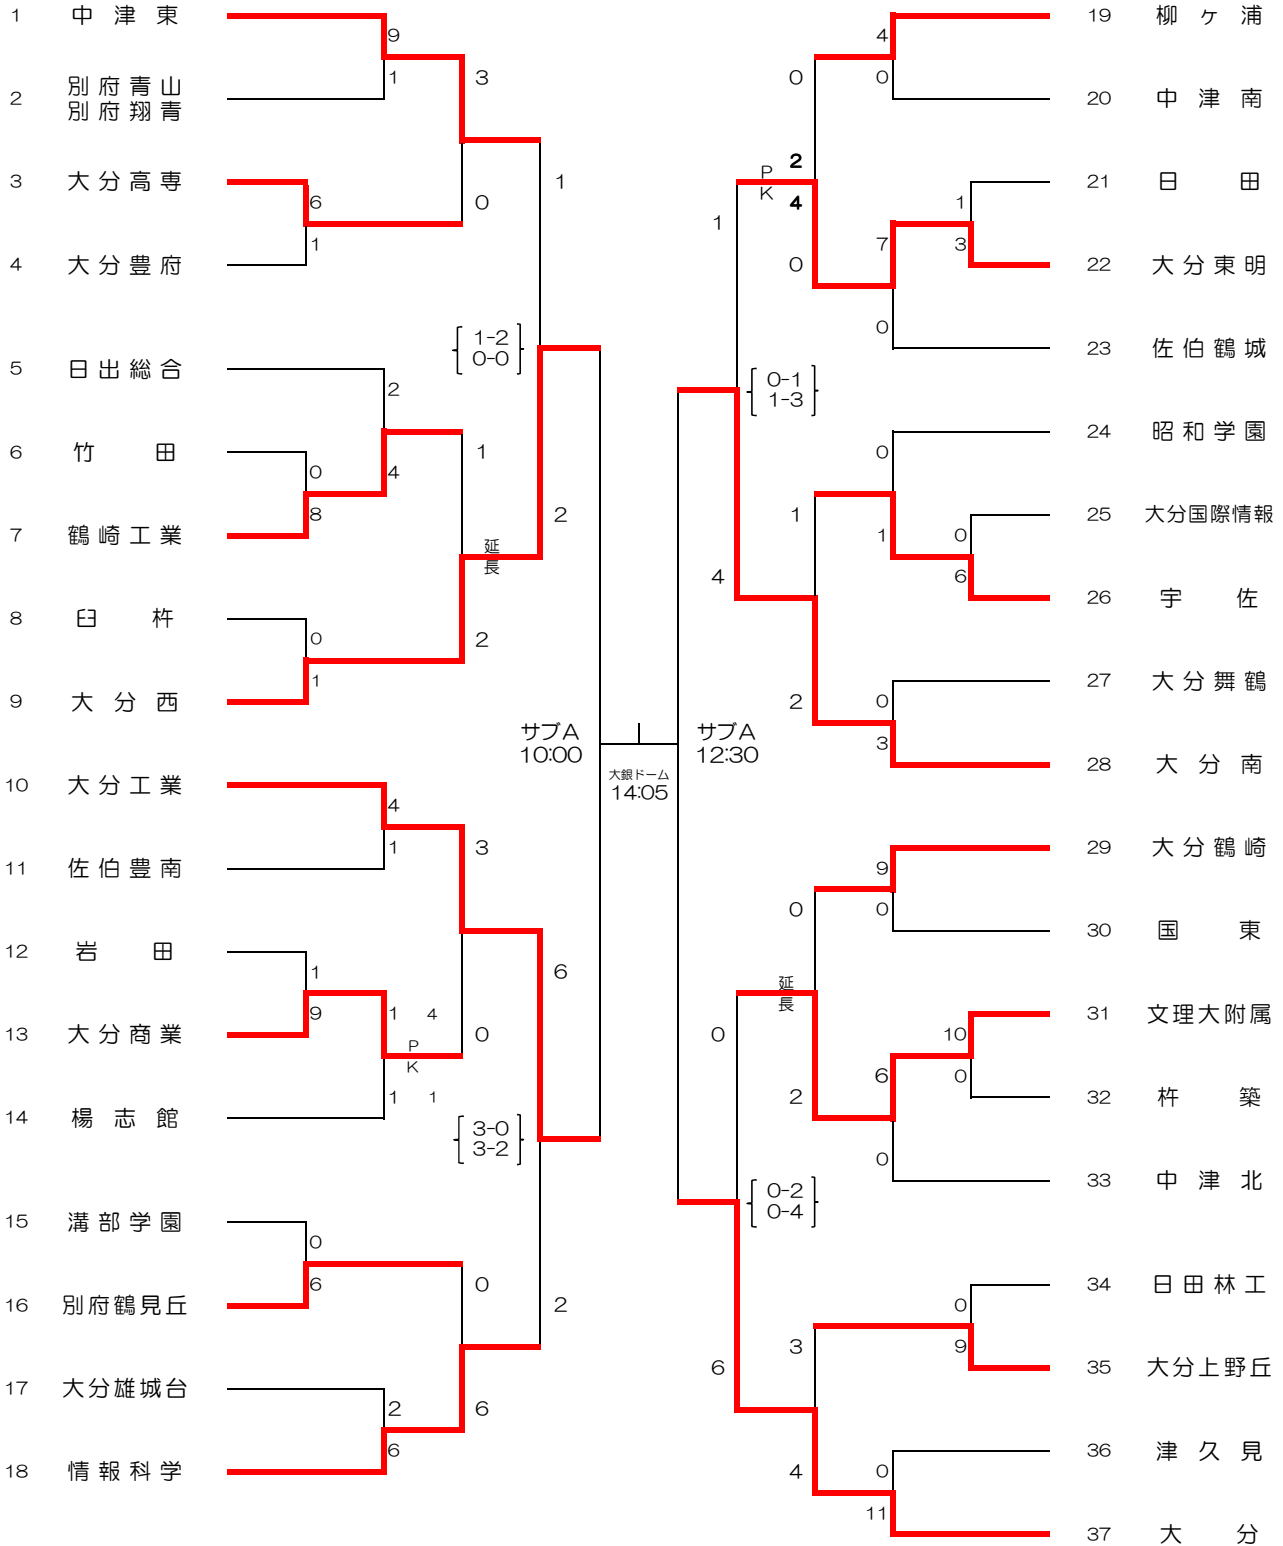 1 中津東
9
1
3
2 別府青山
別府翔青
3 大分高専
6
1
0
1
4 大分豊府
1-2
0-0
5 日出総合
2
6 竹田
0
4
1
8
2
7 鶴崎工業
延長
8 臼杵
0
2
1
9 大分西
サブA
10:00
10 大分工業
4
1
3
11 佐伯豊南
12 岩田
1
6
9
1 4
0
13 大分商業
PK
1 1
14 楊志館
3-0
3-2
15 溝部学園
0
6
0
2
16 別府鶴見丘
17 大分雄城台
2
6
6
18 情報科学
大銀ドーム
14:05
19 柳ヶ浦
4
0
0
20 中津南
2
PK
4
21 日田
1
3
1
7
0
22 大分東明
0
23 佐伯鶴城
0-1
1-3
24 昭和学園
0
1
1
25 大分国際情報
0
6
4
26 宇佐
27 大分舞鶴
0
2
3
28 大分南
サブA
12:30
29 大分鶴崎
9
0
0
30 国東
延長
31 文理大附属
10
0
0
6
2
32 杵築
0
33 中津北
0-2
0-4
34 日田林工
0
9
3
6
35 大分上野丘
36 津久見
0
4
11
37 大分